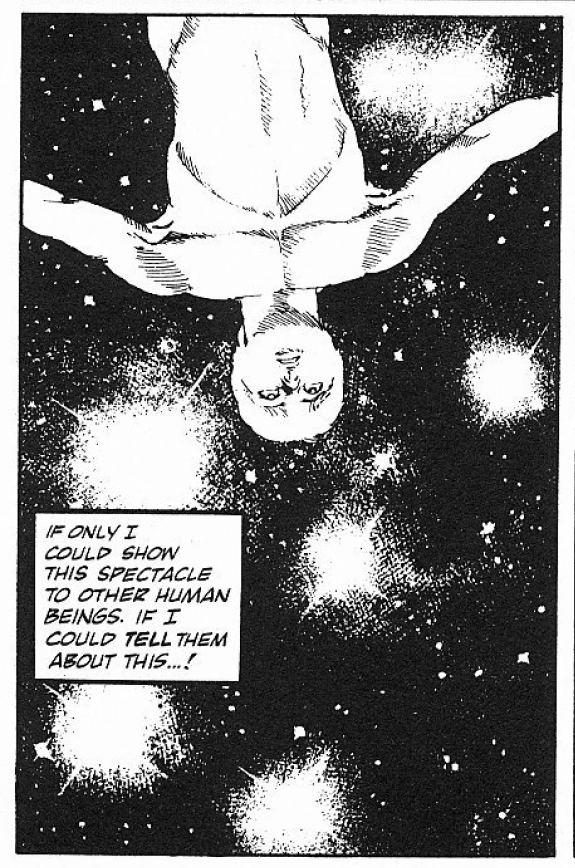 IF ONLY I
COULD SHOW
THIS SPECTACLE
TO OTHER HUMAN
BEINGS. IF I
COULD TELL THEM
ABOUT THIS...!